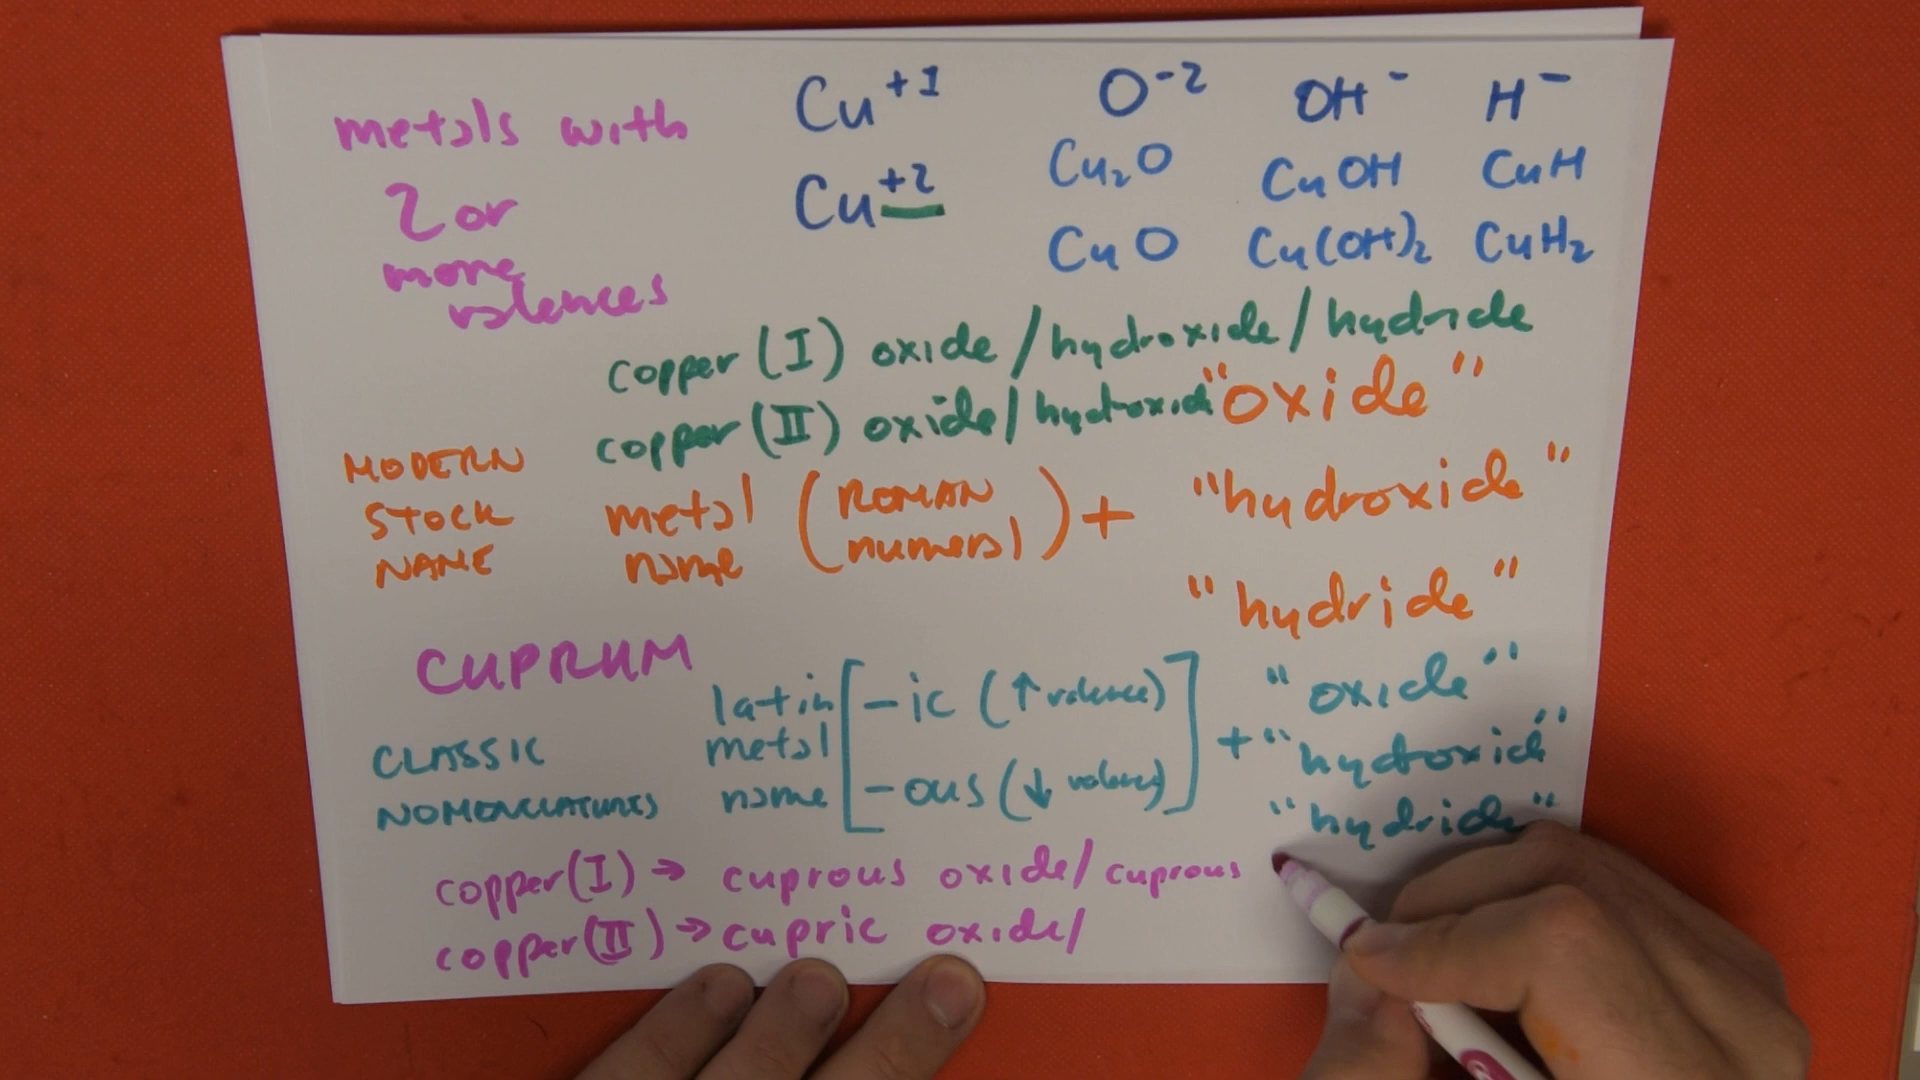 metals with
2 or
more
valences
Cu⁺¹ O⁻² OH⁻ H⁻
Cu⁺² Cu₂O CuOH CuH
CuO Cu(OH)₂ CuH₂
copper (I) oxide / hydroxide / hydride
copper (II) oxide / hydroxid
"oxide"
MODERN
STOCK
NAME
metal
name
(ROMAN
numeral) +
"hydroxide"
"hydride"
CUPRUM
CLASSIC
NOMENCLATURES
latin
metal
name
[-ic (↑ valence)
-ous (↓ valence)]
"oxide"
+ "hydroxid"
"hydride"
copper(I) → cuprous oxide/ cuprous
copper(II) → cupric oxide/